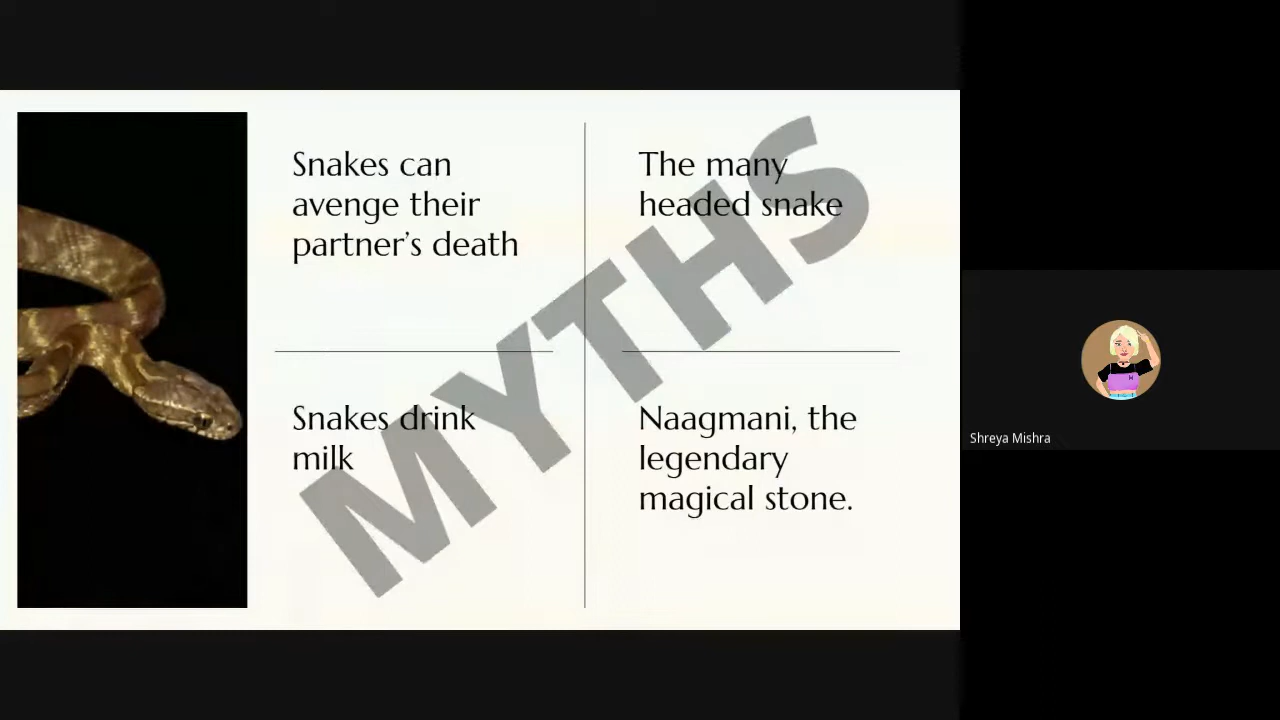 Snakes can
avenge their
partner's death
The many
headed snake
Snakes drink
milk
Naagmani, the
legendary
magical stone.
MYTHS
Shreya Mishra